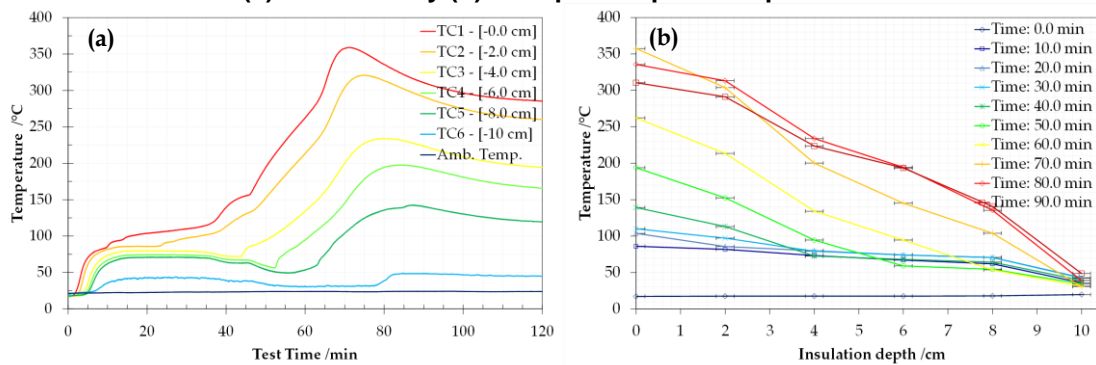 (a)
TC1 - [-0.0 cm]
TC2 - [-2.0 cm]
TC3 - [-4.0 cm]
TC4 - [-6.0 cm]
TC5 - [-8.0 cm]
TC6 - [-10 cm]
Amb. Temp.
Temperature /°C
400
350
300
250
200
150
100
50
0
0
20
40
60
80
100
120
Test Time /min
(b)
Time: 0.0 min
Time: 10.0 min
Time: 20.0 min
Time: 30.0 min
Time: 40.0 min
Time: 50.0 min
Time: 60.0 min
Time: 70.0 min
Time: 80.0 min
Time: 90.0 min
Temperature /°C
400
350
300
250
200
150
100
50
0
0
1
2
3
4
5
6
7
8
9
10
Insulation depth /cm